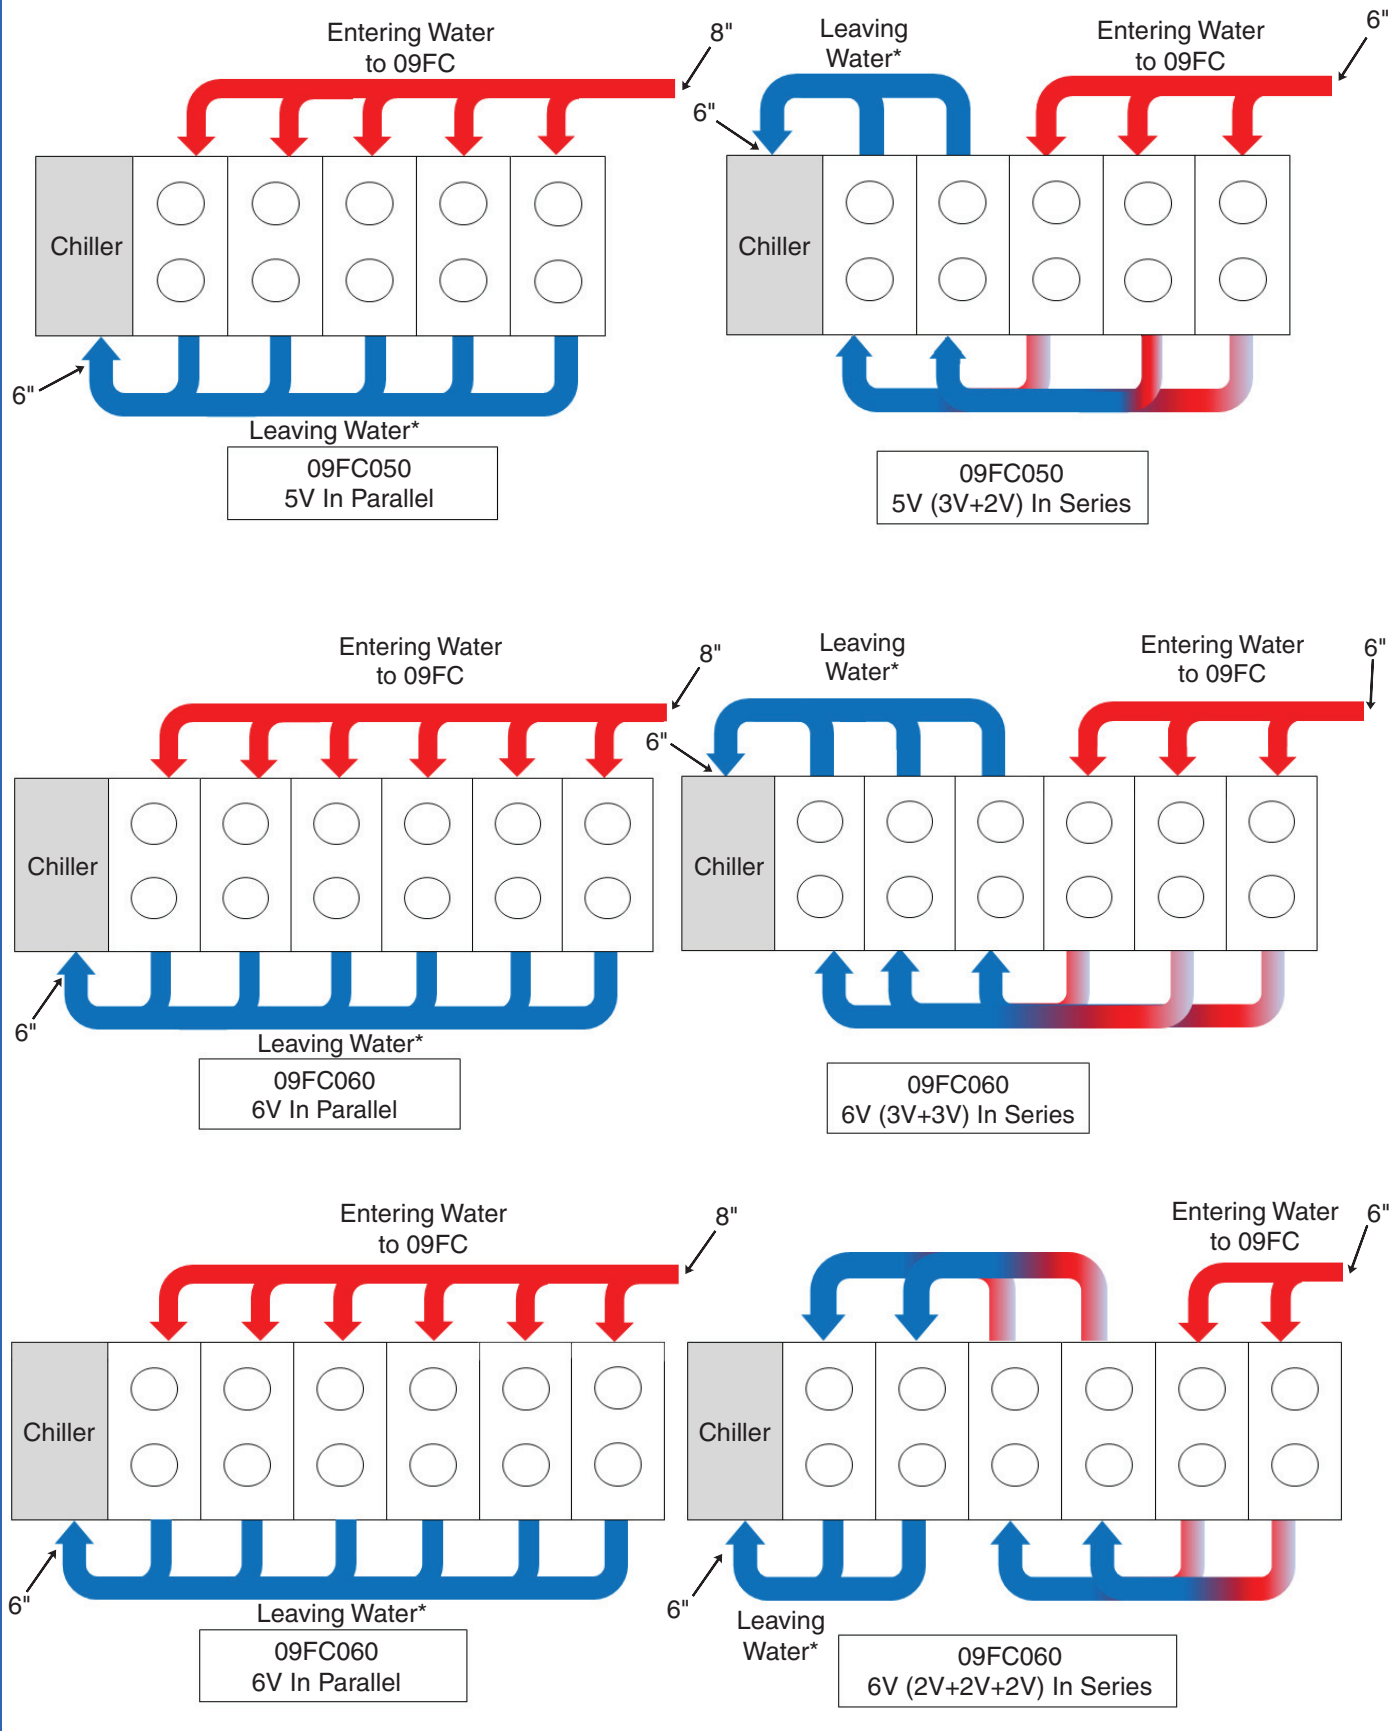 Entering Water
to 09FC
8"
Chiller
6"
Leaving Water*
09FC050
5V In Parallel
Leaving
Water*
Entering Water
to 09FC
6"
6"
Chiller
09FC050
5V (3V+2V) In Series
Entering Water
to 09FC
8"
Chiller
6"
Leaving Water*
09FC060
6V In Parallel
Leaving
Water*
Entering Water
to 09FC
6"
6"
Chiller
09FC060
6V (3V+3V) In Series
Entering Water
to 09FC
8"
Chiller
6"
Leaving Water*
09FC060
6V In Parallel
Entering Water
to 09FC
6"
Chiller
6"
Leaving
Water*
09FC060
6V (2V+2V+2V) In Series